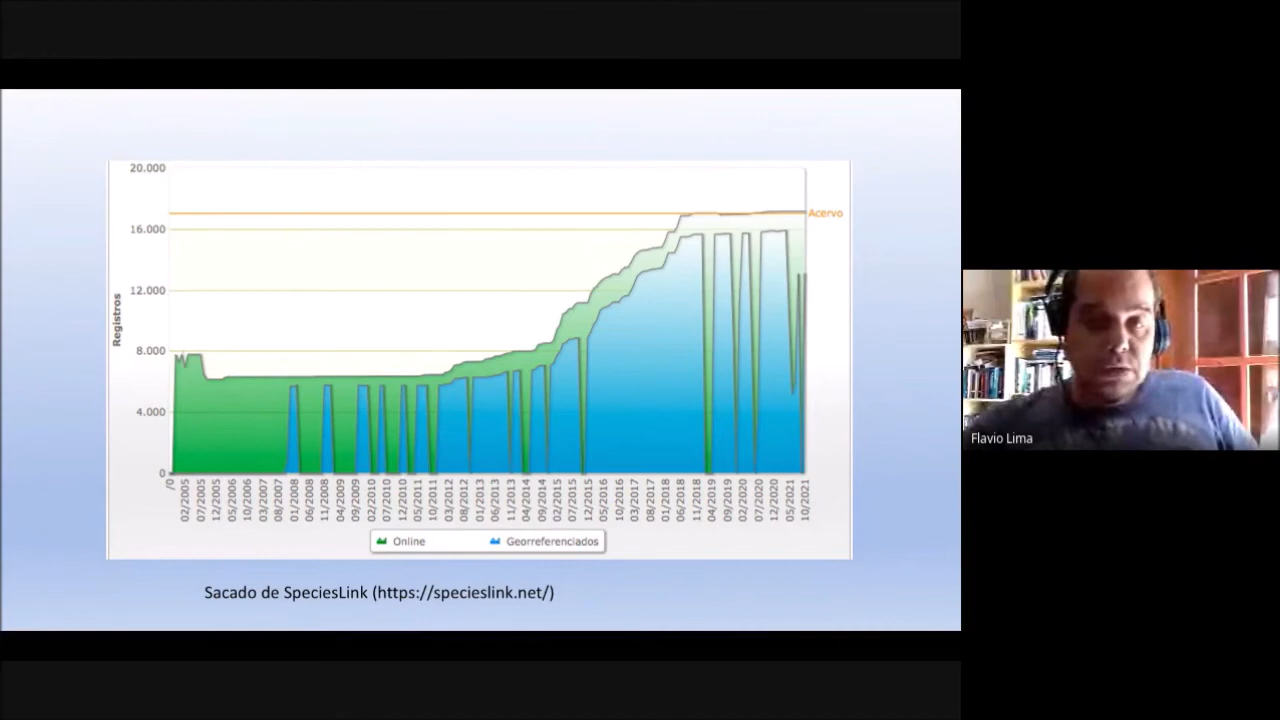 20.000
Acervo
16.000
12.000
Registros
8.000
4.000
0
/0 02/2005 07/2005 12/2005 05/2006 10/2006 03/2007 08/2007 01/2008 06/2008 11/2008 04/2009 09/2009 02/2010 07/2010 12/2010 05/2011 10/2011 03/2012 08/2012 01/2013 06/2013 11/2013 04/2014 09/2014 02/2015 07/2015 12/2015 05/2016 10/2016 03/2017 08/2017 01/2018 06/2018 11/2018 04/2019 09/2019 02/2020 07/2020 12/2020 05/2021 10/2021
Online Georreferenciados
Sacado de SpeciesLink (https://specieslink.net/)
Flavio Lima